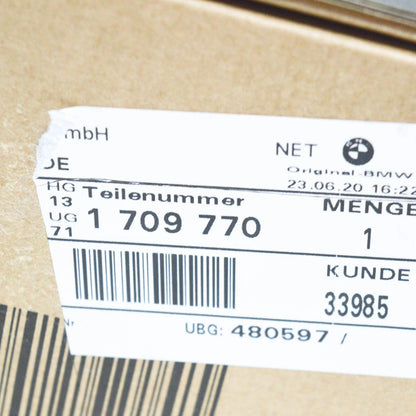 mbH
NET
DE
Original-BMW
23.06.20 16:22
HG Teilenummer MENGE
13
UG 1 709 770 1
71
KUNDE
33985
UBG: 480597 /